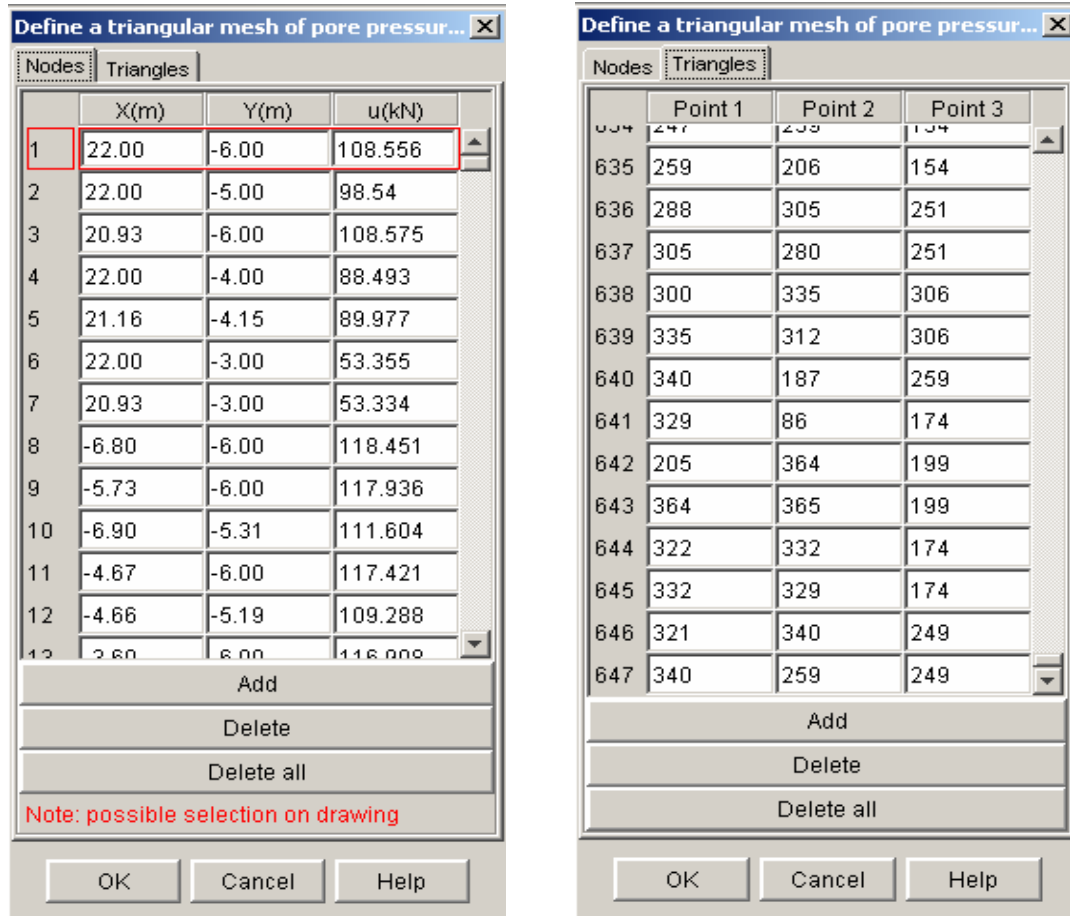 Define a triangular mesh of pore pressur...
Nodes Triangles
X(m) Y(m) u(kN)
1 22.00 -6.00 108.556
2 22.00 -5.00 98.54
3 20.93 -6.00 108.575
4 22.00 -4.00 88.493
5 21.16 -4.15 89.977
6 22.00 -3.00 53.355
7 20.93 -3.00 53.334
8 -6.80 -6.00 118.451
9 -5.73 -6.00 117.936
10 -6.90 -5.31 111.604
11 -4.67 -6.00 117.421
12 -4.66 -5.19 109.288
Add
Delete
Delete all
Note: possible selection on drawing
OK Cancel Help
Define a triangular mesh of pore pressur...
Nodes Triangles
Point 1 Point 2 Point 3
635 259 206 154
636 288 305 251
637 305 280 251
638 300 335 306
639 335 312 306
640 340 187 259
641 329 86 174
642 205 364 199
643 364 365 199
644 322 332 174
645 332 329 174
646 321 340 249
647 340 259 249
Add
Delete
Delete all
OK Cancel Help